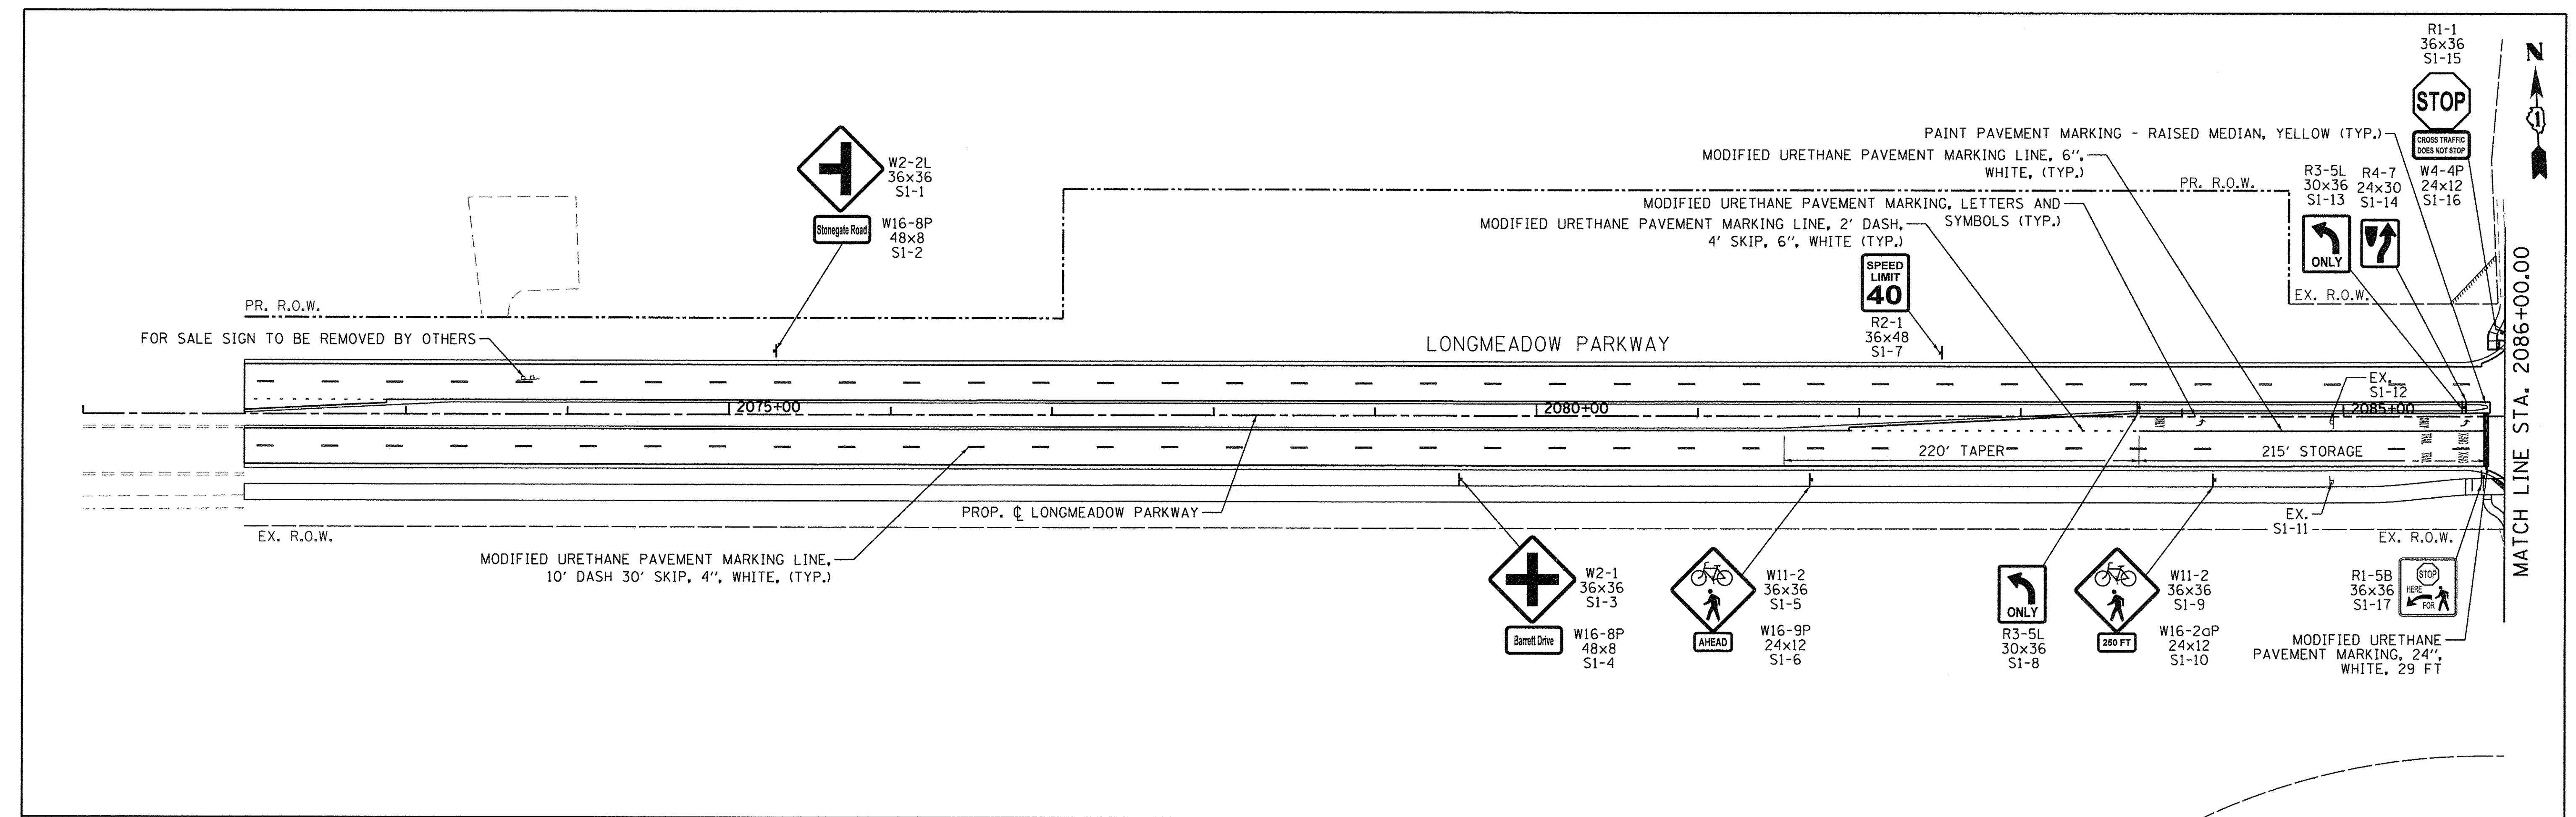 R1-1
36x36
S1-15
N
STOP
1
CROSS TRAFFIC
DOES NOT STOP
W4-4P
24x12
S1-16
PAINT PAVEMENT MARKING - RAISED MEDIAN, YELLOW (TYP.)
MODIFIED URETHANE PAVEMENT MARKING LINE, 6",
WHITE, (TYP.)
R3-5L
30x36
S1-13
R4-7
24x30
S1-14
ONLY
PR. R.O.W.
MODIFIED URETHANE PAVEMENT MARKING, LETTERS AND
SYMBOLS (TYP.)
MODIFIED URETHANE PAVEMENT MARKING LINE, 2' DASH,
4' SKIP, 6", WHITE (TYP.)
W2-2L
36x36
S1-1
Stonegate Road
W16-8P
48x8
S1-2
SPEED
LIMIT
40
R2-1
36x48
S1-7
EX. R.O.W.
PR. R.O.W.
FOR SALE SIGN TO BE REMOVED BY OTHERS
LONGMEADOW PARKWAY
MATCH LINE STA. 2086+00.00
EX.
S1-12
2075+00
2080+00
2085+00
ONLY
ONLY
TRAIL
XING
220' TAPER
215' STORAGE
TRAIL
XING
PROP. ℄ LONGMEADOW PARKWAY
EX.
S1-11
EX. R.O.W.
EX. R.O.W.
MODIFIED URETHANE PAVEMENT MARKING LINE,
10' DASH 30' SKIP, 4", WHITE, (TYP.)
W2-1
36x36
S1-3
Barrett Drive
W16-8P
48x8
S1-4
W11-2
36x36
S1-5
AHEAD
W16-9P
24x12
S1-6
ONLY
R3-5L
30x36
S1-8
W11-2
36x36
S1-9
250 FT
W16-2aP
24x12
S1-10
R1-5B
36x36
S1-17
STOP
HERE
FOR
MODIFIED URETHANE
PAVEMENT MARKING, 24",
WHITE, 29 FT